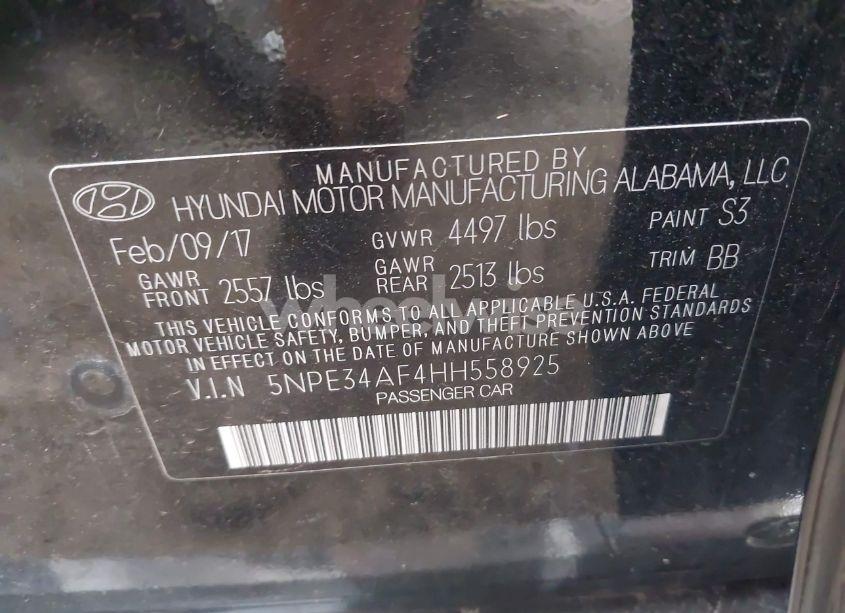 MANUFACTURED BY
HYUNDAI MOTOR MANUFACTURING ALABAMA, LLC.
Feb/09/17 GVWR 4497 lbs PAINT S3
GAWR FRONT 2557 lbs GAWR REAR 2513 lbs TRIM BB
THIS VEHICLE CONFORMS TO ALL APPLICABLE U.S.A. FEDERAL
MOTOR VEHICLE SAFETY, BUMPER, AND THEFT PREVENTION STANDARDS
IN EFFECT ON THE DATE OF MANUFACTURE SHOWN ABOVE
V.I.N 5NPE34AF4HH558925
PASSENGER CAR